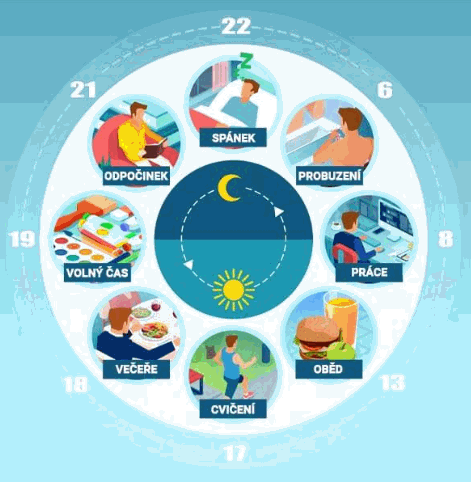 22
Z
SPÁNEK
6
PROBUZENÍ
8
PRÁCE
13
OBĚD
17
CVIČENÍ
18
VEČEŘE
19
VOLNÝ ČAS
21
ODPOČINEK